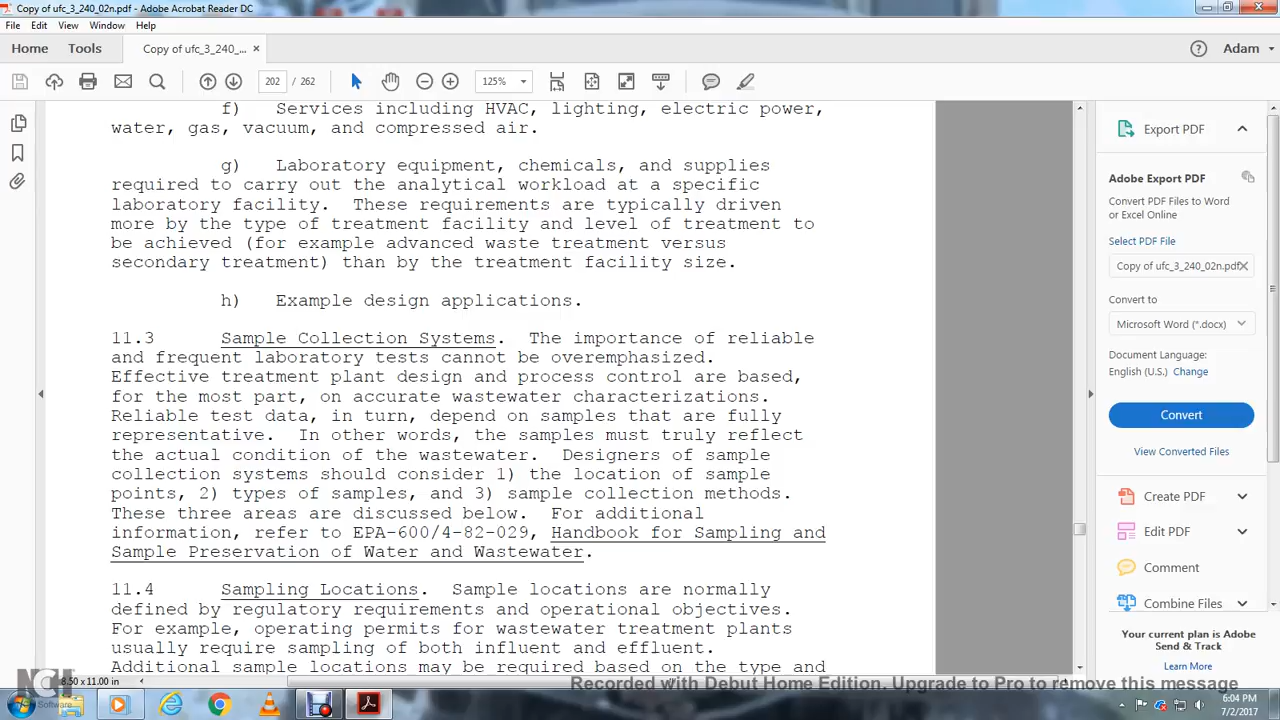 Copy of ufc_3_240_02n.pdf - Adobe Acrobat Reader DC
File Edit View Window Help
Home Tools Copy of ufc_3_240_... × Adam
202 / 262 125%
f) Services including HVAC, lighting, electric power,
water, gas, vacuum, and compressed air.
g) Laboratory equipment, chemicals, and supplies
required to carry out the analytical workload at a specific
laboratory facility. These requirements are typically driven
more by the type of treatment facility and level of treatment to
be achieved (for example advanced waste treatment versus
secondary treatment) than by the treatment facility size.
h) Example design applications.
11.3 Sample Collection Systems. The importance of reliable
and frequent laboratory tests cannot be overemphasized.
Effective treatment plant design and process control are based,
for the most part, on accurate wastewater characterizations.
Reliable test data, in turn, depend on samples that are fully
representative. In other words, the samples must truly reflect
the actual condition of the wastewater. Designers of sample
collection systems should consider 1) the location of sample
points, 2) types of samples, and 3) sample collection methods.
These three areas are discussed below. For additional
information, refer to EPA-600/4-82-029, Handbook for Sampling and
Sample Preservation of Water and Wastewater.
11.4 Sampling Locations. Sample locations are normally
defined by regulatory requirements and operational objectives.
For example, operating permits for wastewater treatment plants
usually require sampling of both influent and effluent.
Additional sample locations may be required based on the type and
8.50 x 11.00 in
Export PDF
Adobe Export PDF
Convert PDF Files to Word
or Excel Online
Select PDF File
Copy of ufc_3_240_02n.pdf ×
Convert to
Microsoft Word (*.docx)
Document Language:
English (U.S.) Change
Convert
View Converted Files
Create PDF
Edit PDF
Comment
Combine Files
Your current plan is Adobe
Send & Track
Learn More
NCH
Software
Recorded with Debut Home Edition. Upgrade to Pro to remove this message
6:04 PM
7/2/2017